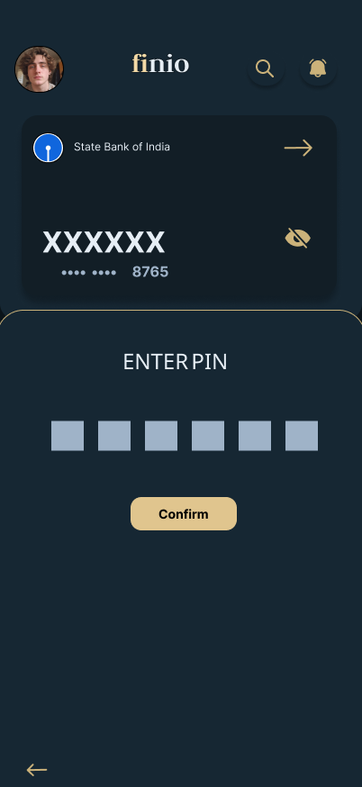 finio
State Bank of India
XXXXXX
•••• •••• 8765
ENTER PIN
Confirm